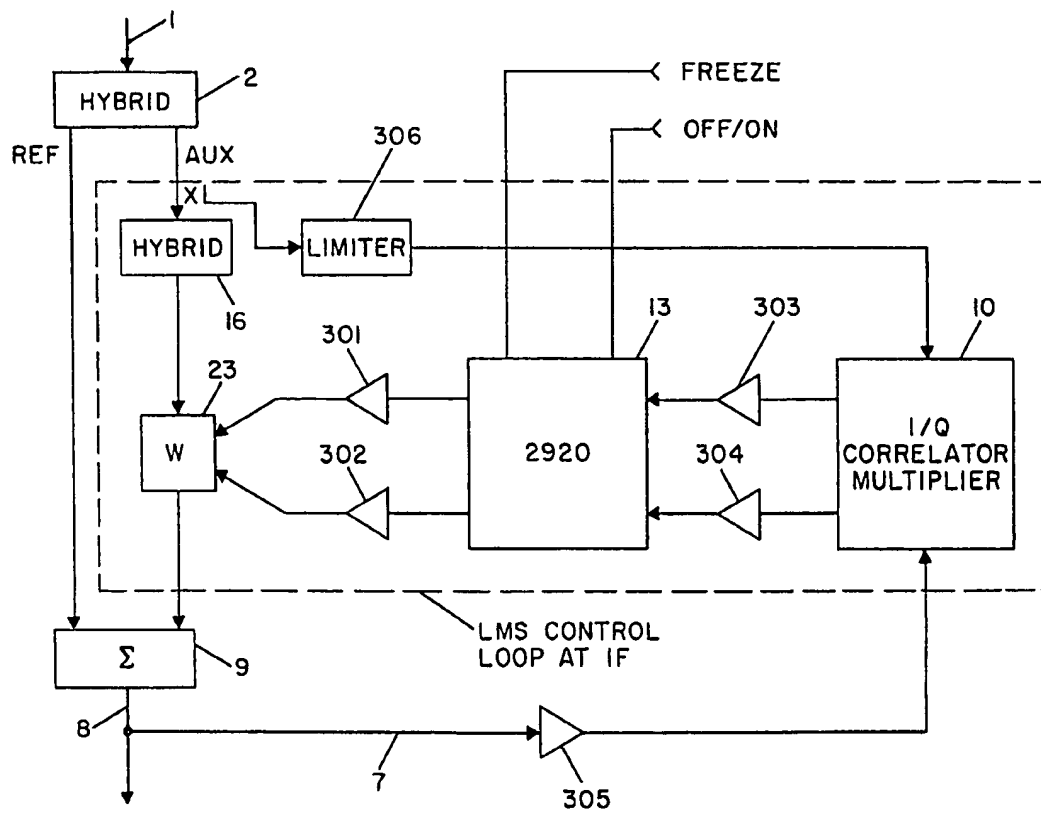 1
HYBRID
2
FREEZE
OFF/ON
REF
AUX
306
X1
HYBRID
LIMITER
16
301
13
303
10
23
W
302
2920
304
I/Q
CORRELATOR
MULTIPLIER
Σ
9
LMS CONTROL
LOOP AT IF
8
7
305